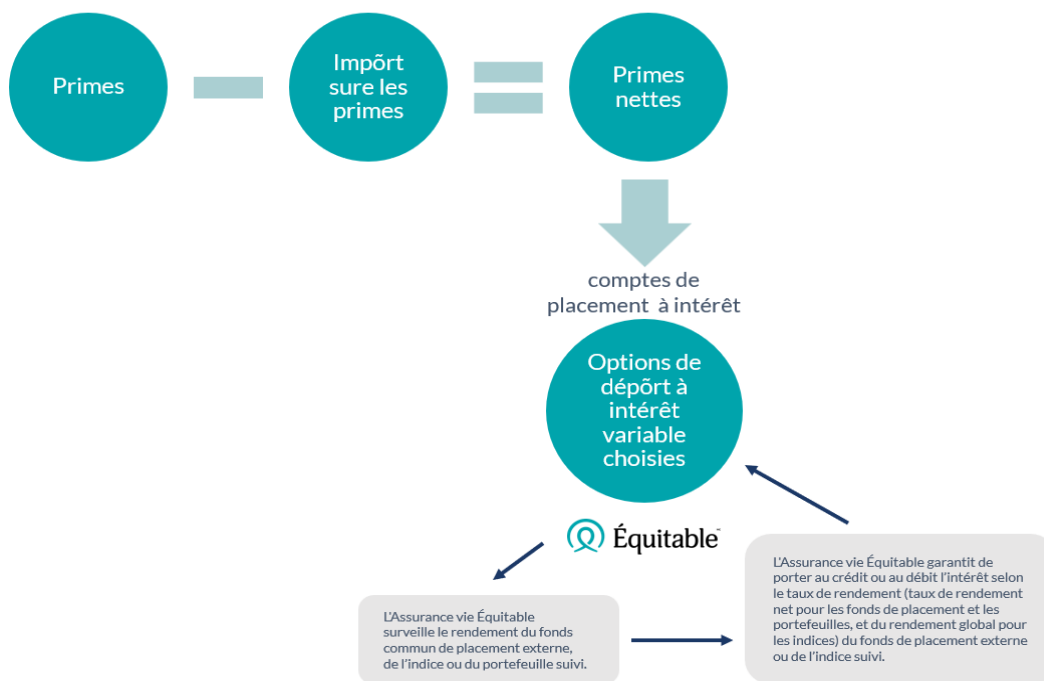 Primes
Impõrt
sure les
primes
Primes
nettes
comptes de
placement à intérêt
Options de
dépõrt à
intérêt
variable
choisies
Équitable
L'Assurance vie Équitable
surveille le rendement du fonds
commun de placement externe,
de l'indice ou du portefeuille suivi.
L'Assurance vie Équitable garantit de
porter au crédit ou au débit l'intérêt selon
le taux de rendement (taux de rendement
net pour les fonds de placement et les
portefeuilles, et du rendement global pour
les indices) du fonds de placement externe
ou de l'indice suivi.